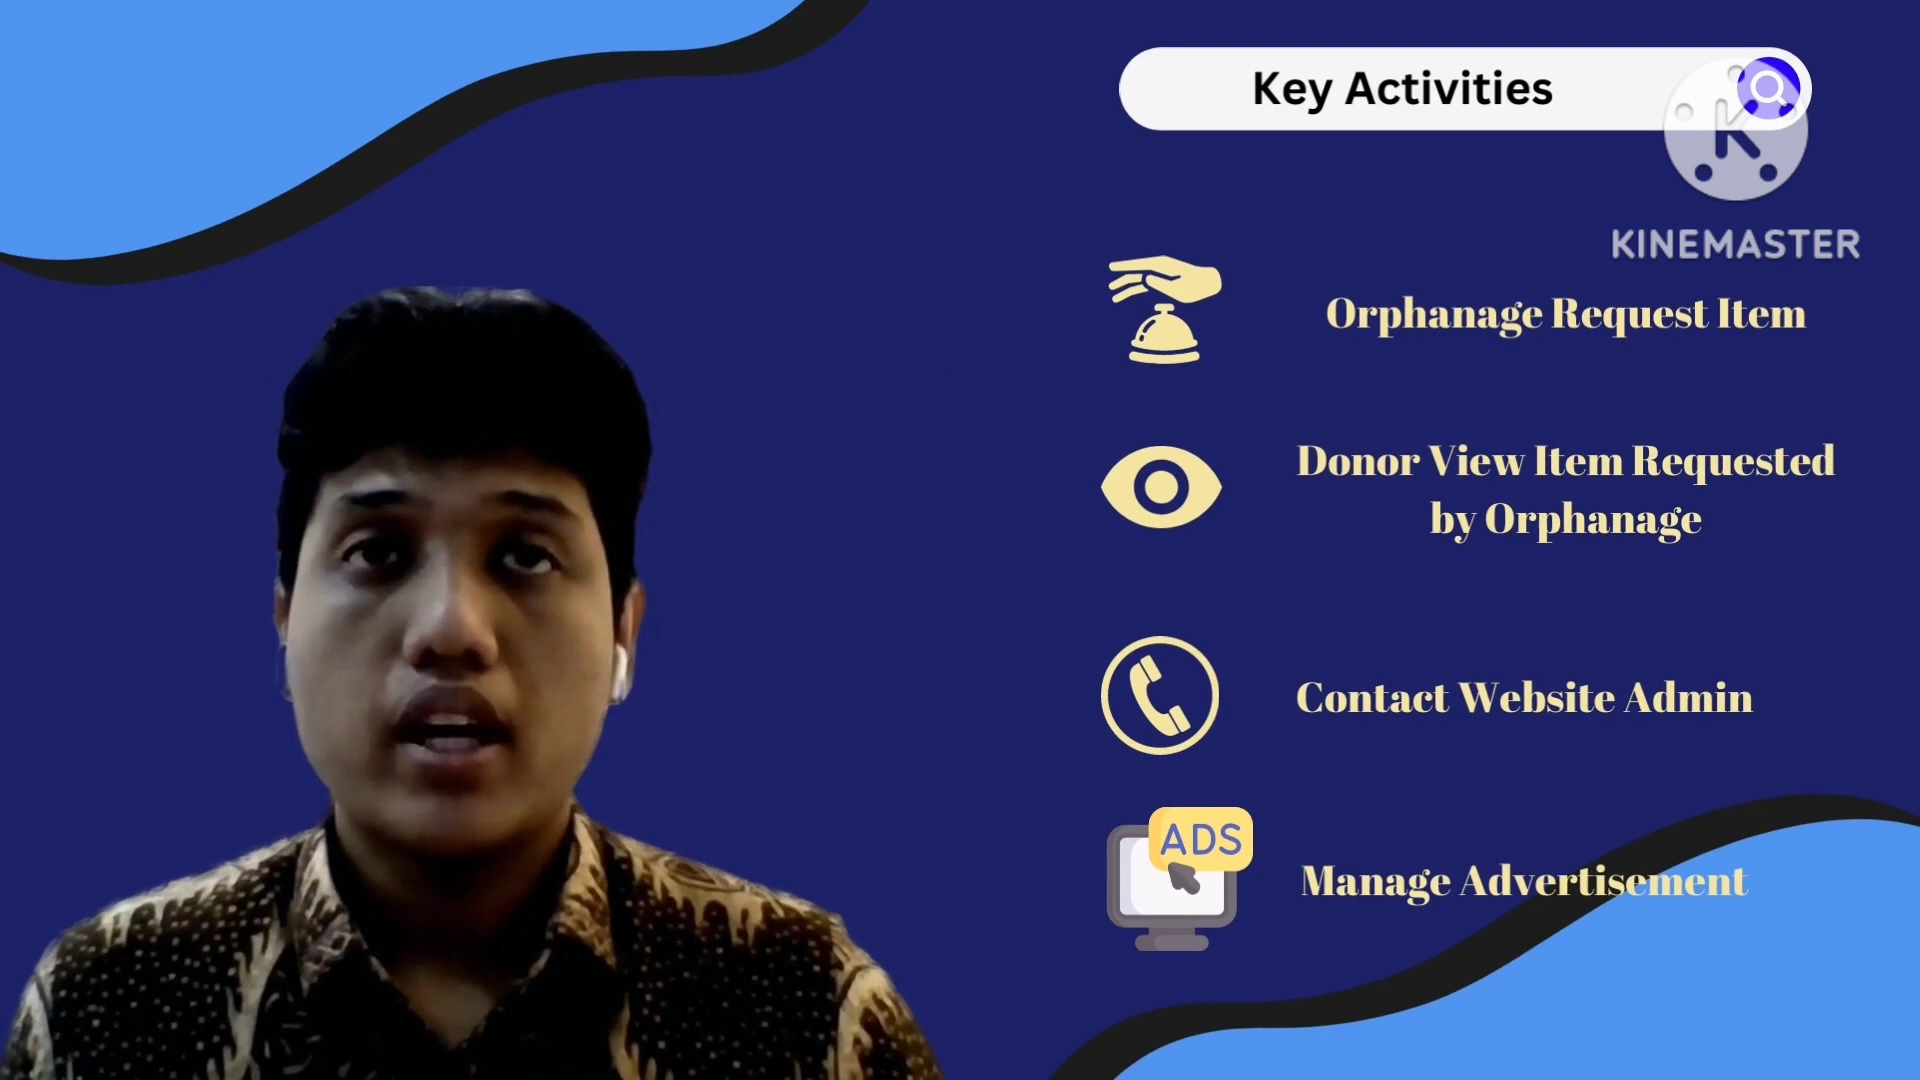 Key Activities
K
KINEMASTER
Orphanage Request Item
Donor View Item Requested
by Orphanage
Contact Website Admin
ADS
Manage Advertisement